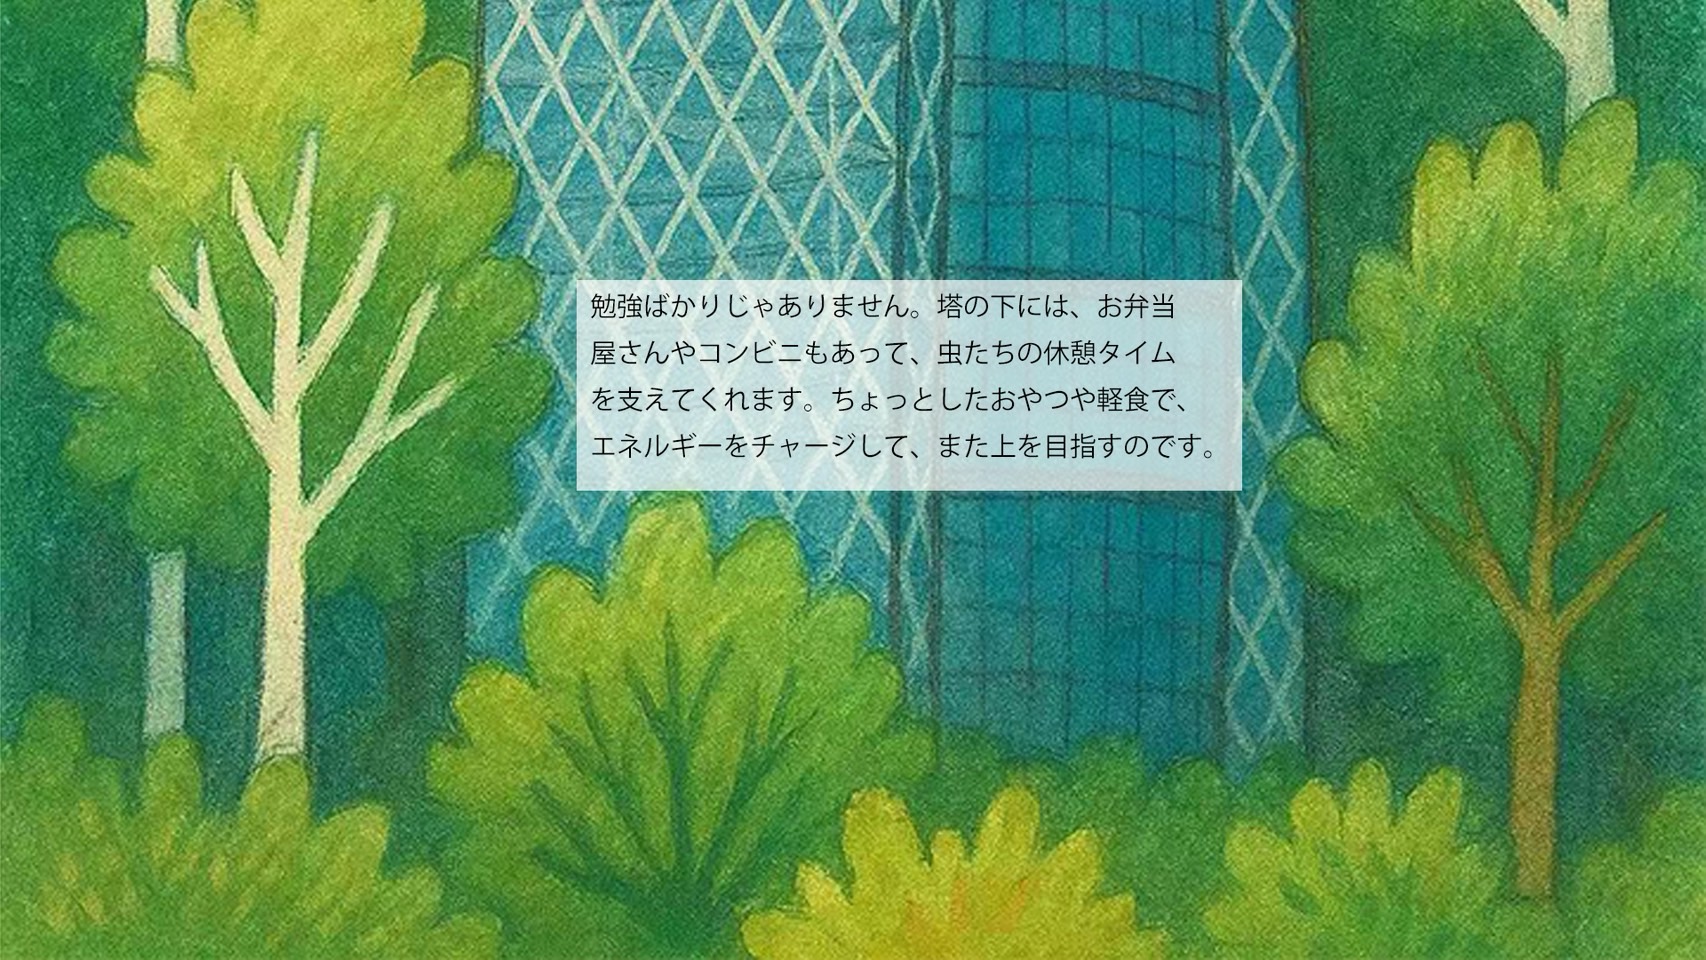 勉強ばかりじゃありません。塔の下には、お弁当
屋さんやコンビニもあって、虫たちの休憩タイム
を支えてくれます。ちょっとしたおやつや軽食で、
エネルギーをチャージして、また上を目指すのです。